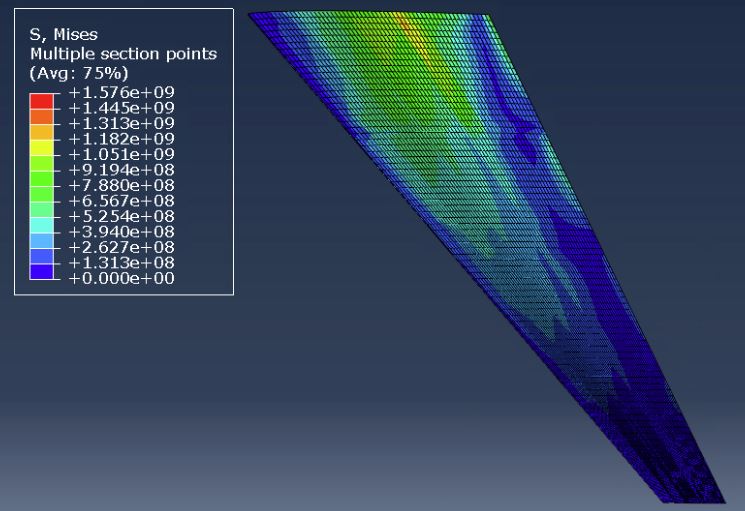 S, Mises
Multiple section points
(Avg: 75%)
+1.576e+09
+1.445e+09
+1.313e+09
+1.182e+09
+1.051e+09
+9.194e+08
+7.880e+08
+6.567e+08
+5.254e+08
+3.940e+08
+2.627e+08
+1.313e+08
+0.000e+00